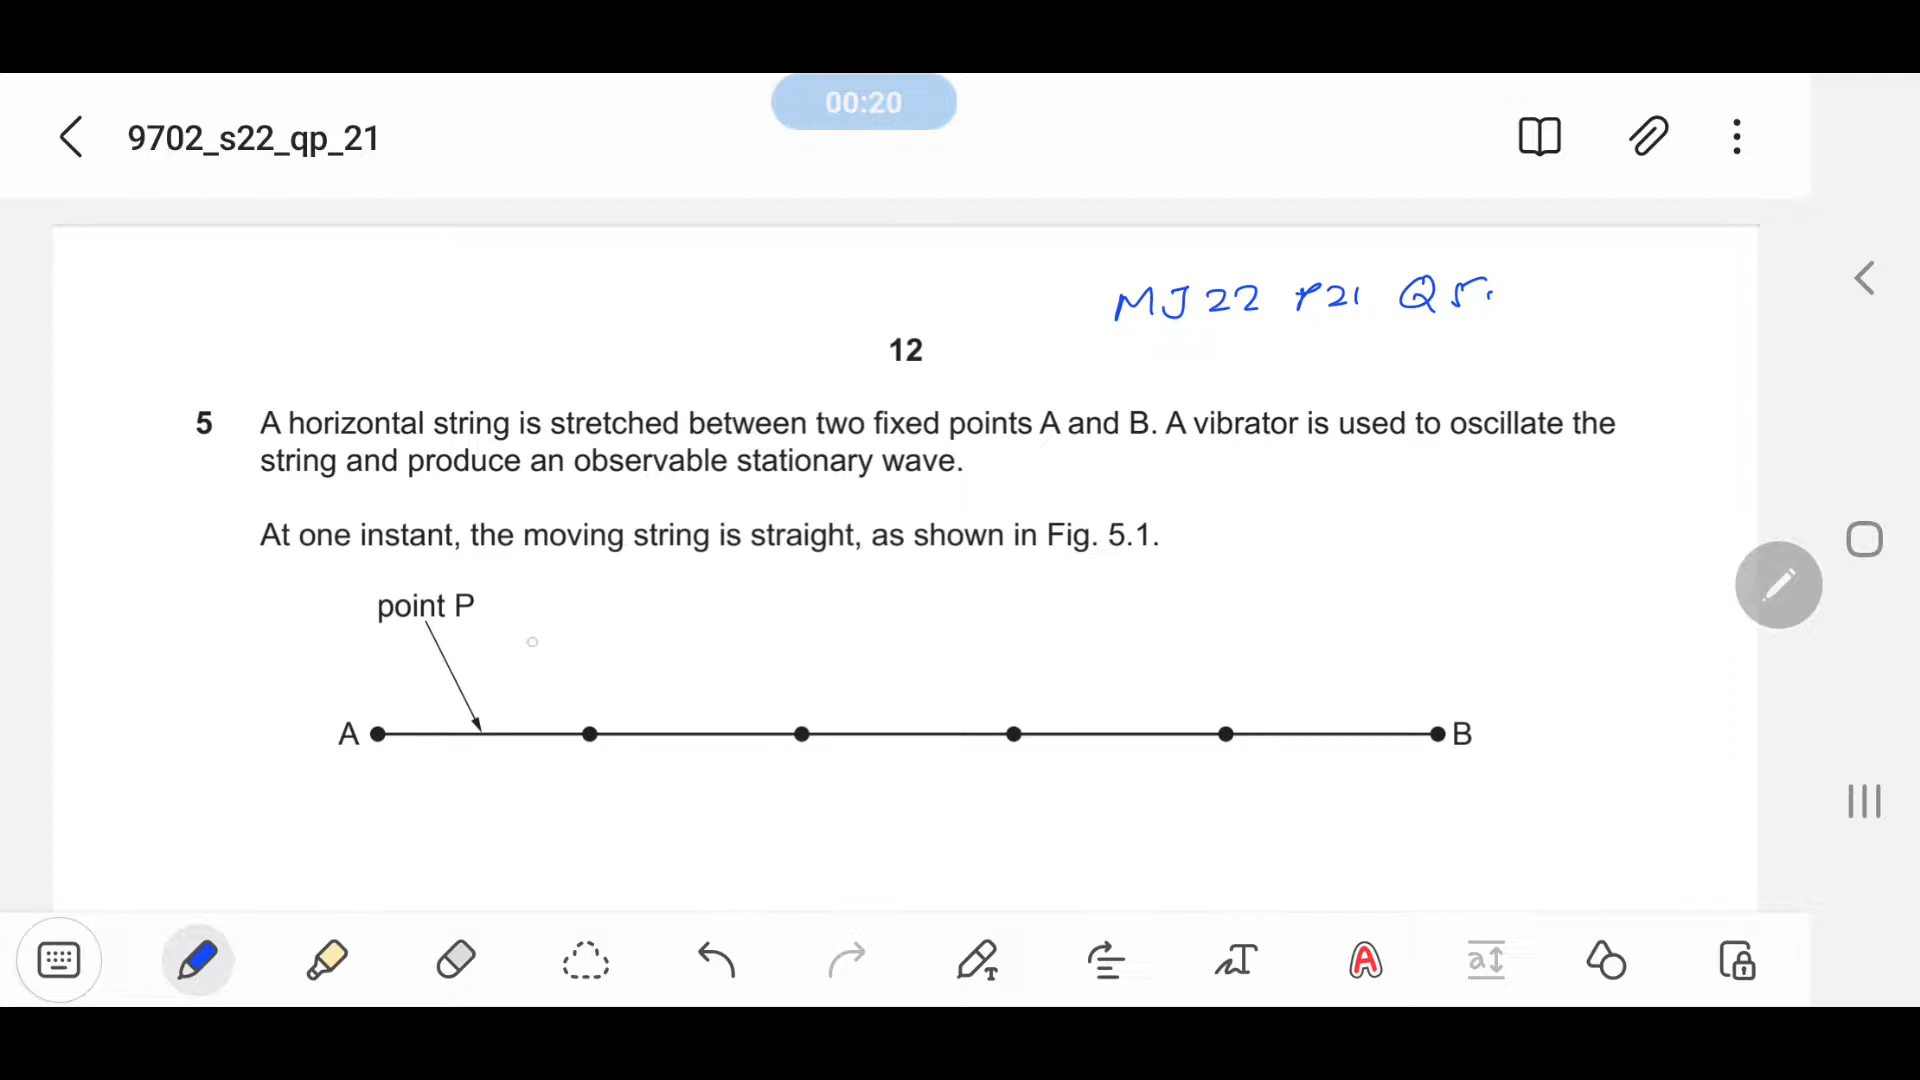 00:20
9702_s22_qp_21
MJ 22 P21 Q5.
12
5 A horizontal string is stretched between two fixed points A and B. A vibrator is used to oscillate the
string and produce an observable stationary wave.
At one instant, the moving string is straight, as shown in Fig. 5.1.
point P
A B